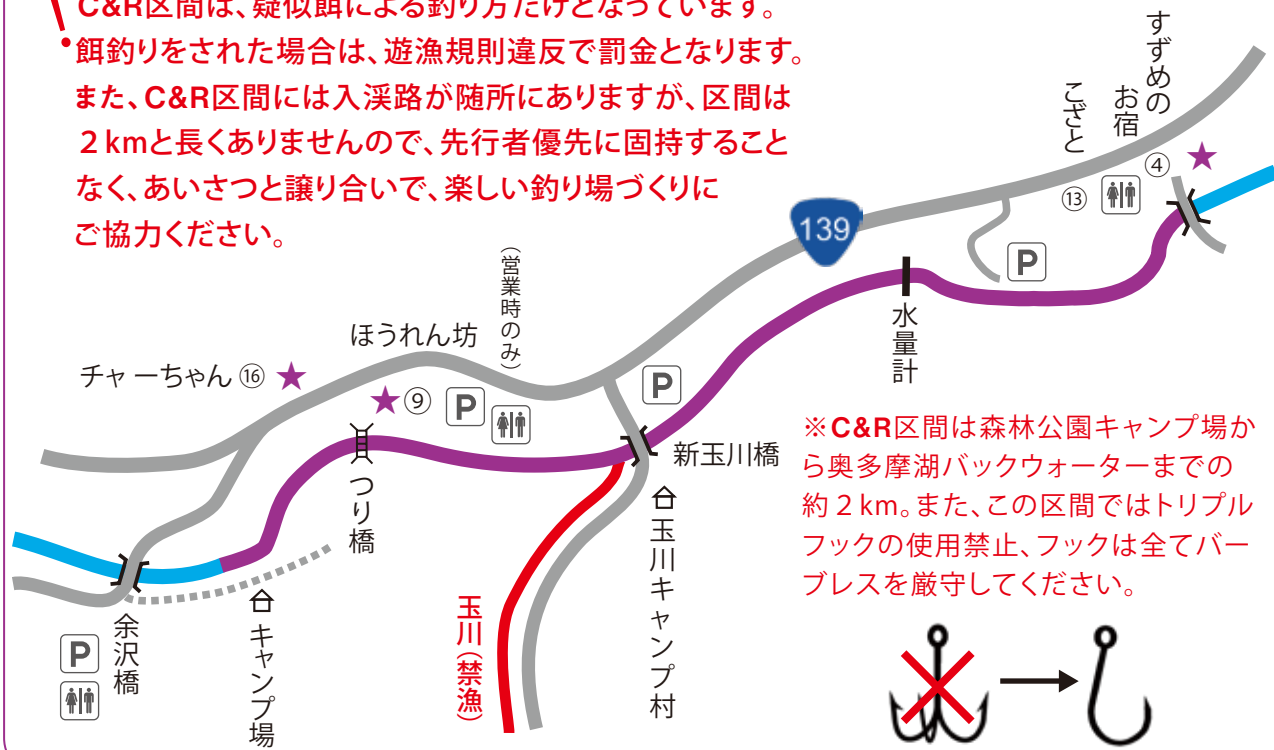 C&R区間は、疑似餌による釣り方だけとなっています。
・餌釣りをされた場合は、遊漁規則違反で罰金となります。
また、C&R区間には入渓路が随所にありますが、区間は
２kmと長くありませんので、先行者優先に固持すること
なく、あいさつと譲り合いで、楽しい釣り場づくりに
ご協力ください。
すずめの
お宿
こざと
④
⑬
139
P
(営業時のみ)
ほうれん坊
チャーちゃん⑯
⑨
P
P
水量計
新玉川橋
つり橋
玉川キャンプ村
玉川(禁漁)
キャンプ場
余沢橋
P
※C&R区間は森林公園キャンプ場か
ら奥多摩湖バックウォーターまでの
約２km。また、この区間ではトリプル
フックの使用禁止、フックは全てバー
ブレスを厳守してください。